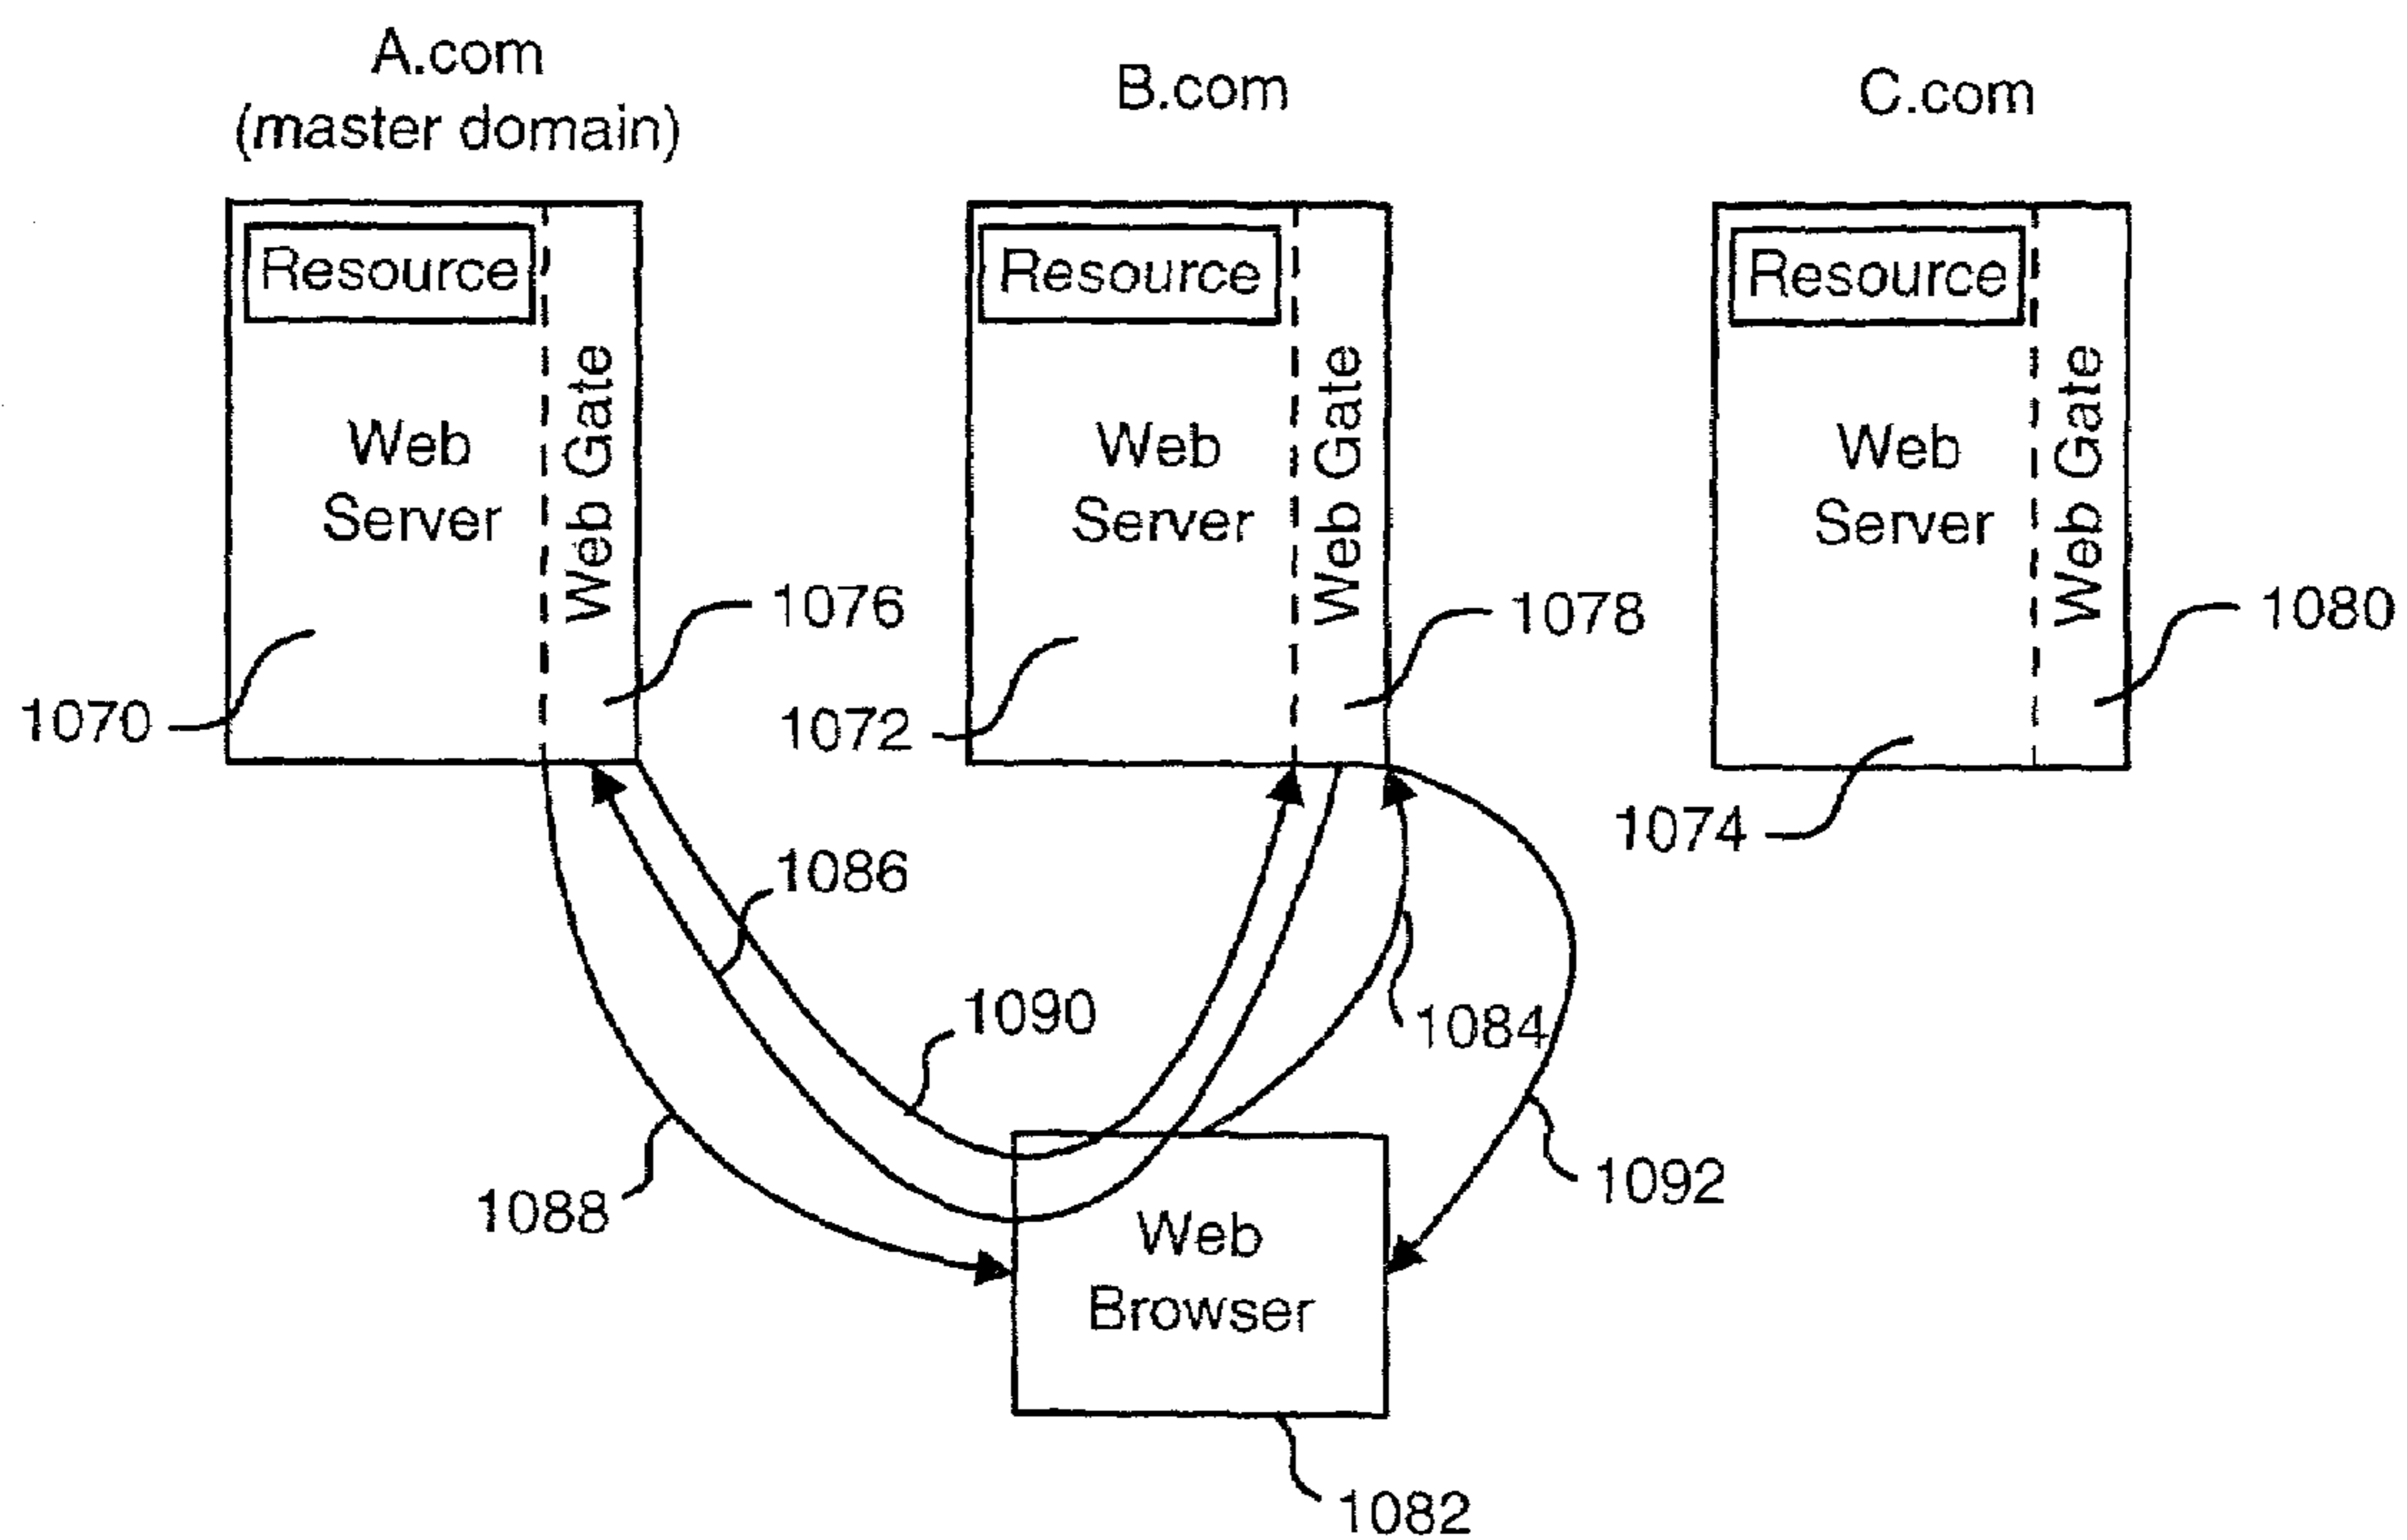 A.com
(master domain)
B.com
C.com
Resource
Resource
Resource
Web
Server
Web Gate
Web
Server
Web Gate
Web
Server
Web Gate
1076
1078
1080
1070
1072
1074
1086
1090
1084
1088
1092
Web
Browser
1082